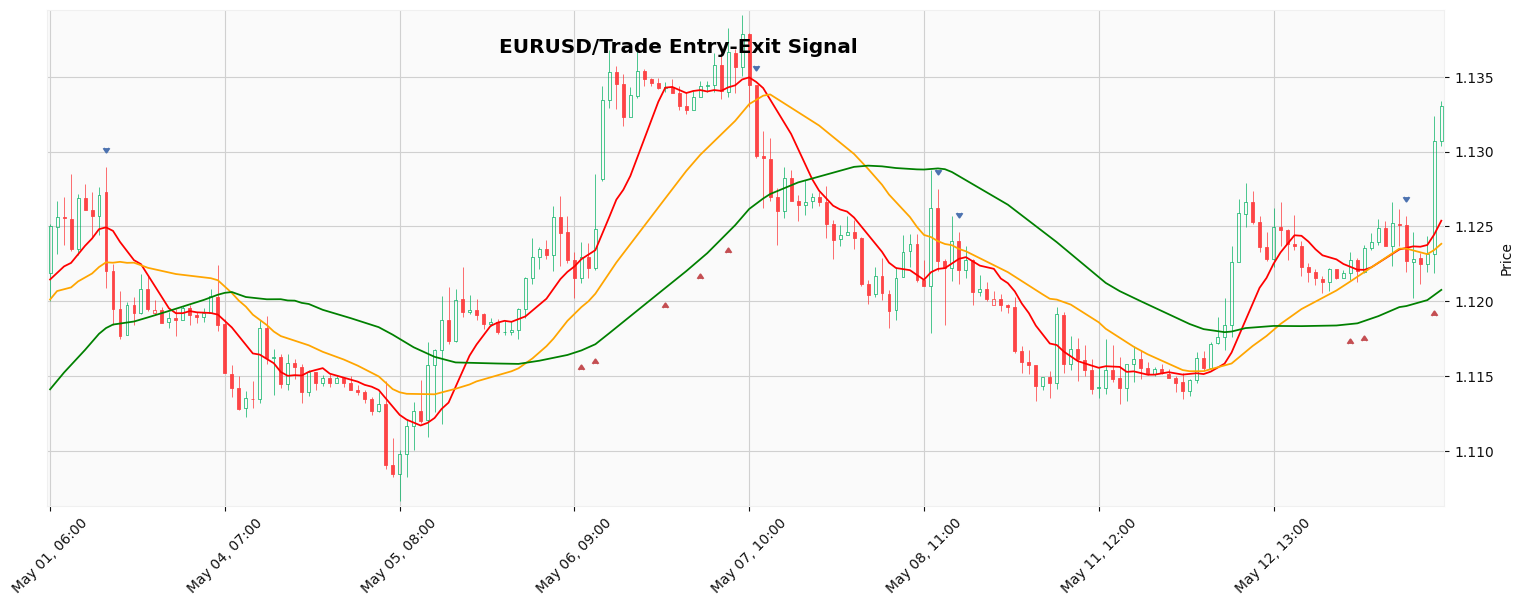 EURUSD/Trade Entry-Exit Signal
1.135
1.130
1.125
1.120
1.115
1.110
Price
May 01, 06:00
May 04, 07:00
May 05, 08:00
May 06, 09:00
May 07, 10:00
May 08, 11:00
May 11, 12:00
May 12, 13:00